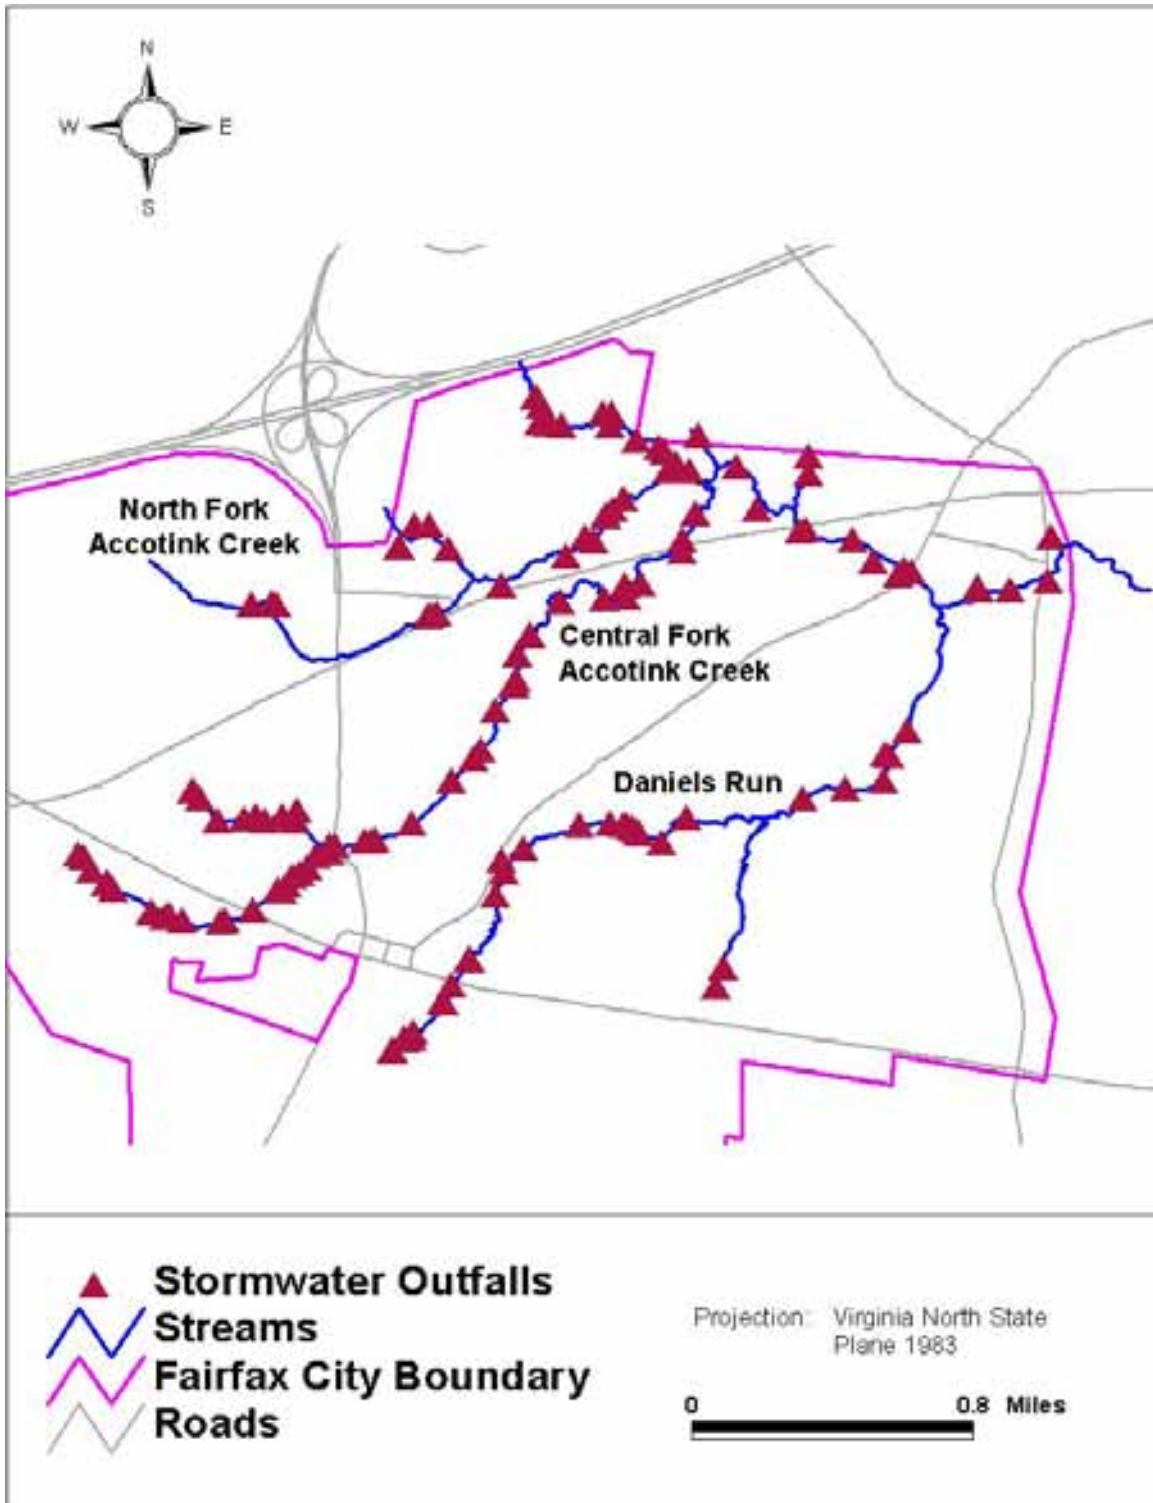 N
W E
S
North Fork
Accotink Creek
Central Fork
Accotink Creek
Daniels Run
Stormwater Outfalls
Streams
Fairfax City Boundary
Roads
Projection: Virginia North State
Plane 1983
0 0.8 Miles